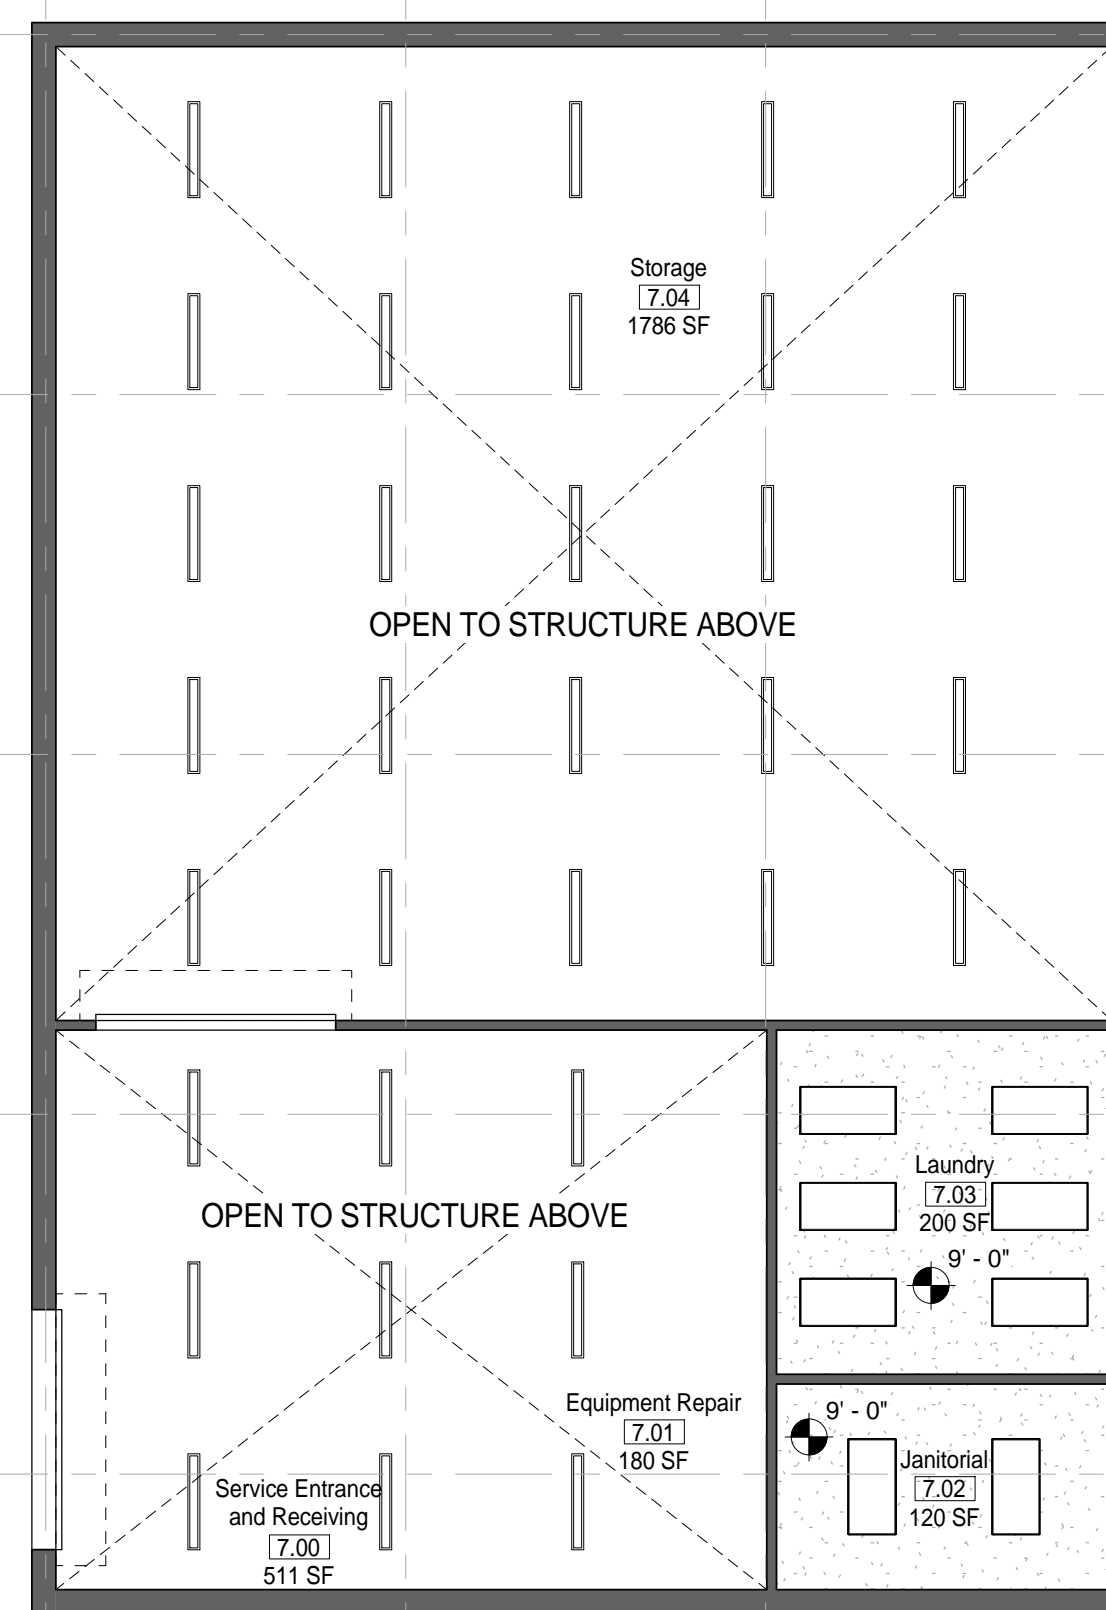 Storage
7.04
1786 SF
OPEN TO STRUCTURE ABOVE
OPEN TO STRUCTURE ABOVE
Laundry
7.03
200 SF
9' - 0"
Equipment Repair
7.01
180 SF
9' - 0"
Janitorial
7.02
120 SF
Service Entrance
and Receiving
7.00
511 SF